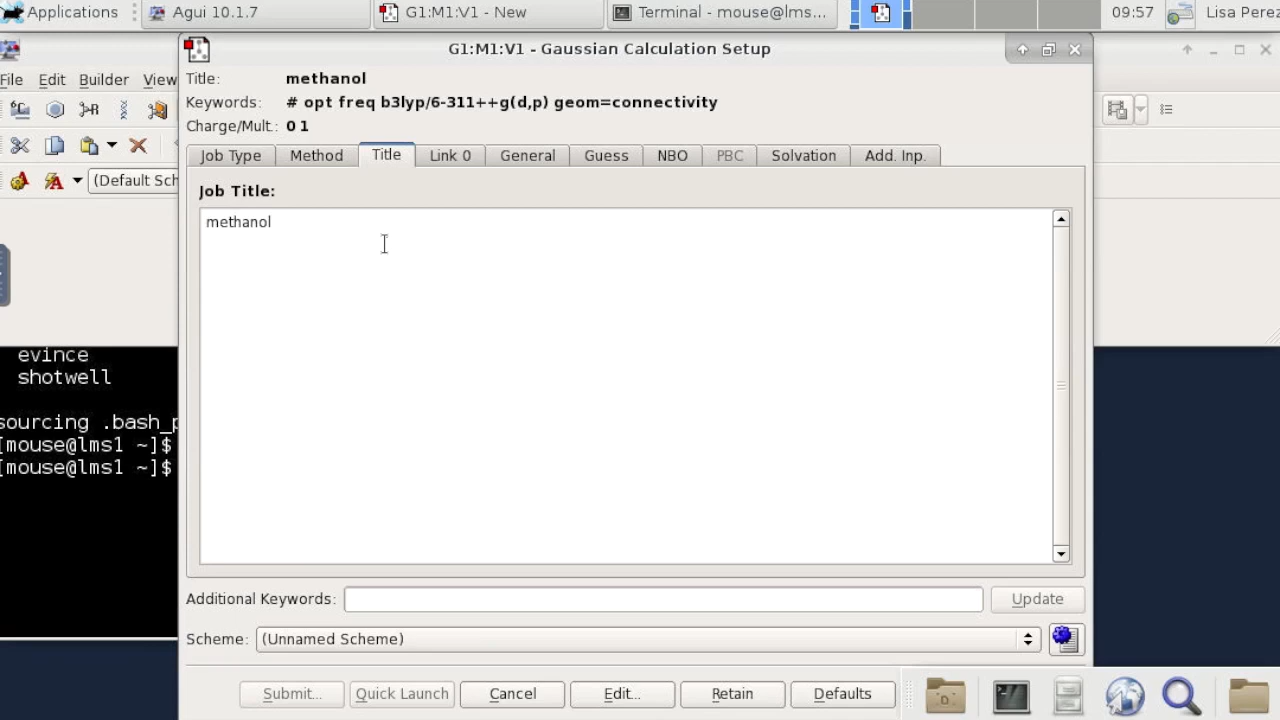 Applications
Agui 10.1.7
G1:M1:V1 - New
Terminal - mouse@lms...
09:57
Lisa Perez
G1:M1:V1 - Gaussian Calculation Setup
File Edit Builder View
Title: methanol
Keywords: # opt freq b3lyp/6-311++g(d,p) geom=connectivity
Charge/Mult.: 0 1
Job Type Method Title Link 0 General Guess NBO PBC Solvation Add. Inp.
(Default Sch
Job Title:
methanol
evince
shotwell
sourcing .bash_p
[mouse@lms1 ~]$
[mouse@lms1 ~]$
Additional Keywords:
Update
Scheme: (Unnamed Scheme)
Submit... Quick Launch Cancel Edit... Retain Defaults